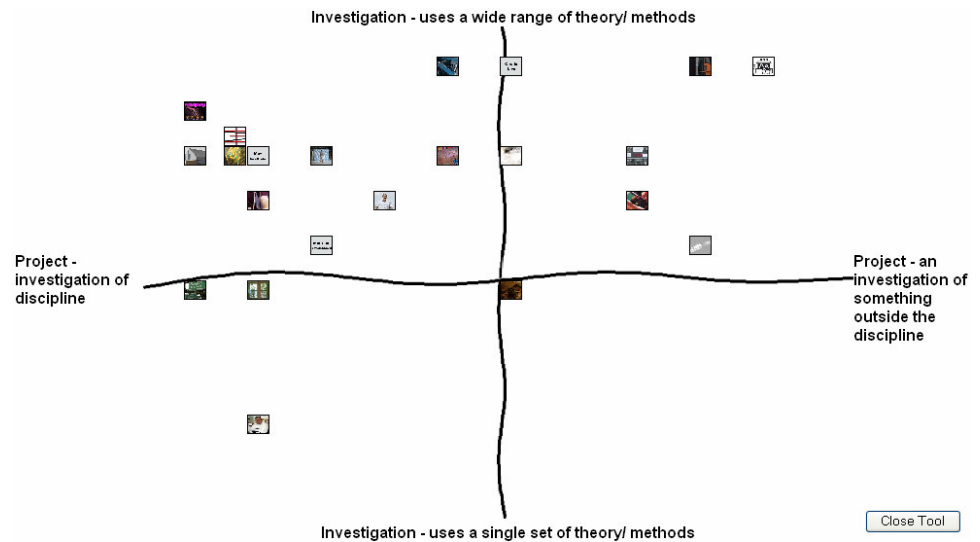 Investigation - uses a wide range of theory/ methods
Project -
investigation of
discipline
Project - an
investigation of
something
outside the
discipline
Investigation - uses a single set of theory/ methods
Close Tool